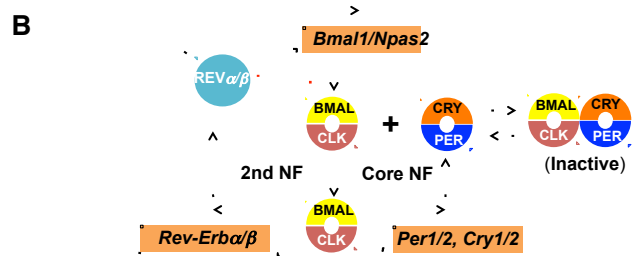 B
Bmal1/Npas2
REVα/β
BMAL
CLK
+
CRY
PER
BMAL
CLK
CRY
PER
(Inactive)
2nd NF
Core NF
BMAL
CLK
Rev-Erbα/β
Per1/2, Cry1/2